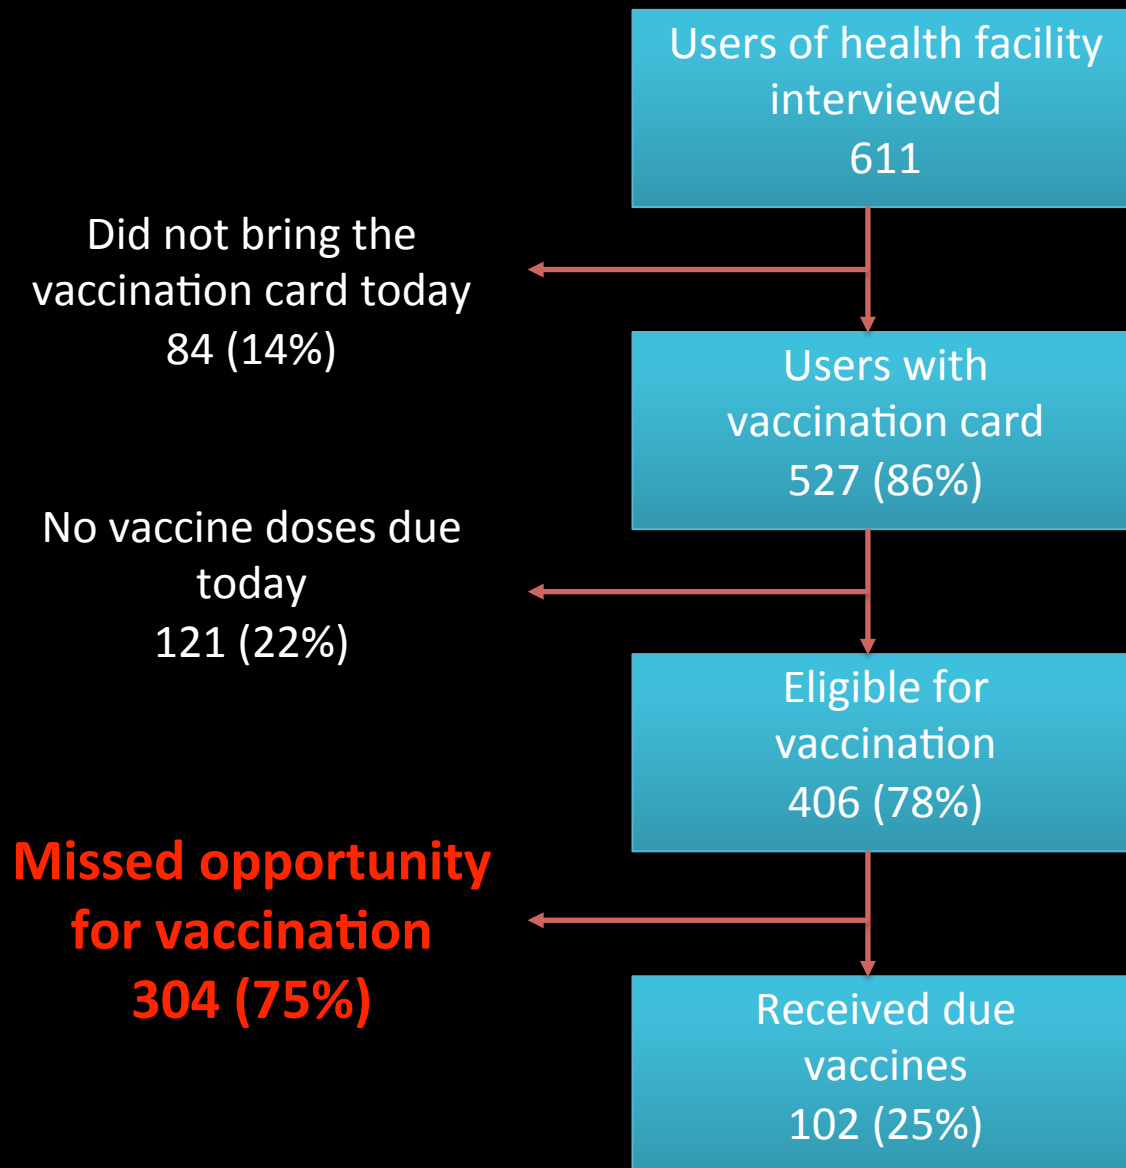 Users of health facility
interviewed
611
Did not bring the
vaccination card today
84 (14%)
Users with
vaccination card
527 (86%)
No vaccine doses due
today
121 (22%)
Eligible for
vaccination
406 (78%)
Missed opportunity
for vaccination
304 (75%)
Received due
vaccines
102 (25%)